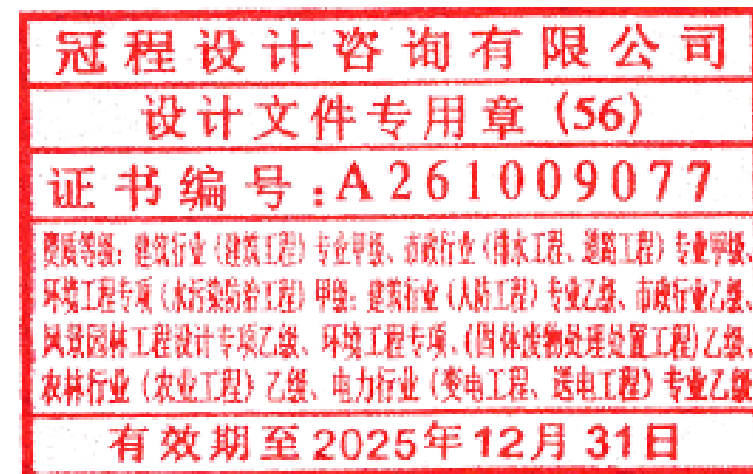 冠程设计咨询有限公司
设计文件专用章（56）
证书编号：A261009077
资质等级：建筑行业（建筑工程）专业甲级、市政行业（排水工程、道路工程）专业甲级、
环境工程专项（水污染防治工程）甲级；建筑行业（人防工程）专业乙级、市政行业乙级、
风景园林工程设计专项乙级、环境工程专项、（固体废物处理处置工程）乙级、
农林行业（农业工程）乙级、电力行业（变电工程、送电工程）专业乙级
有效期至2025年12月31日